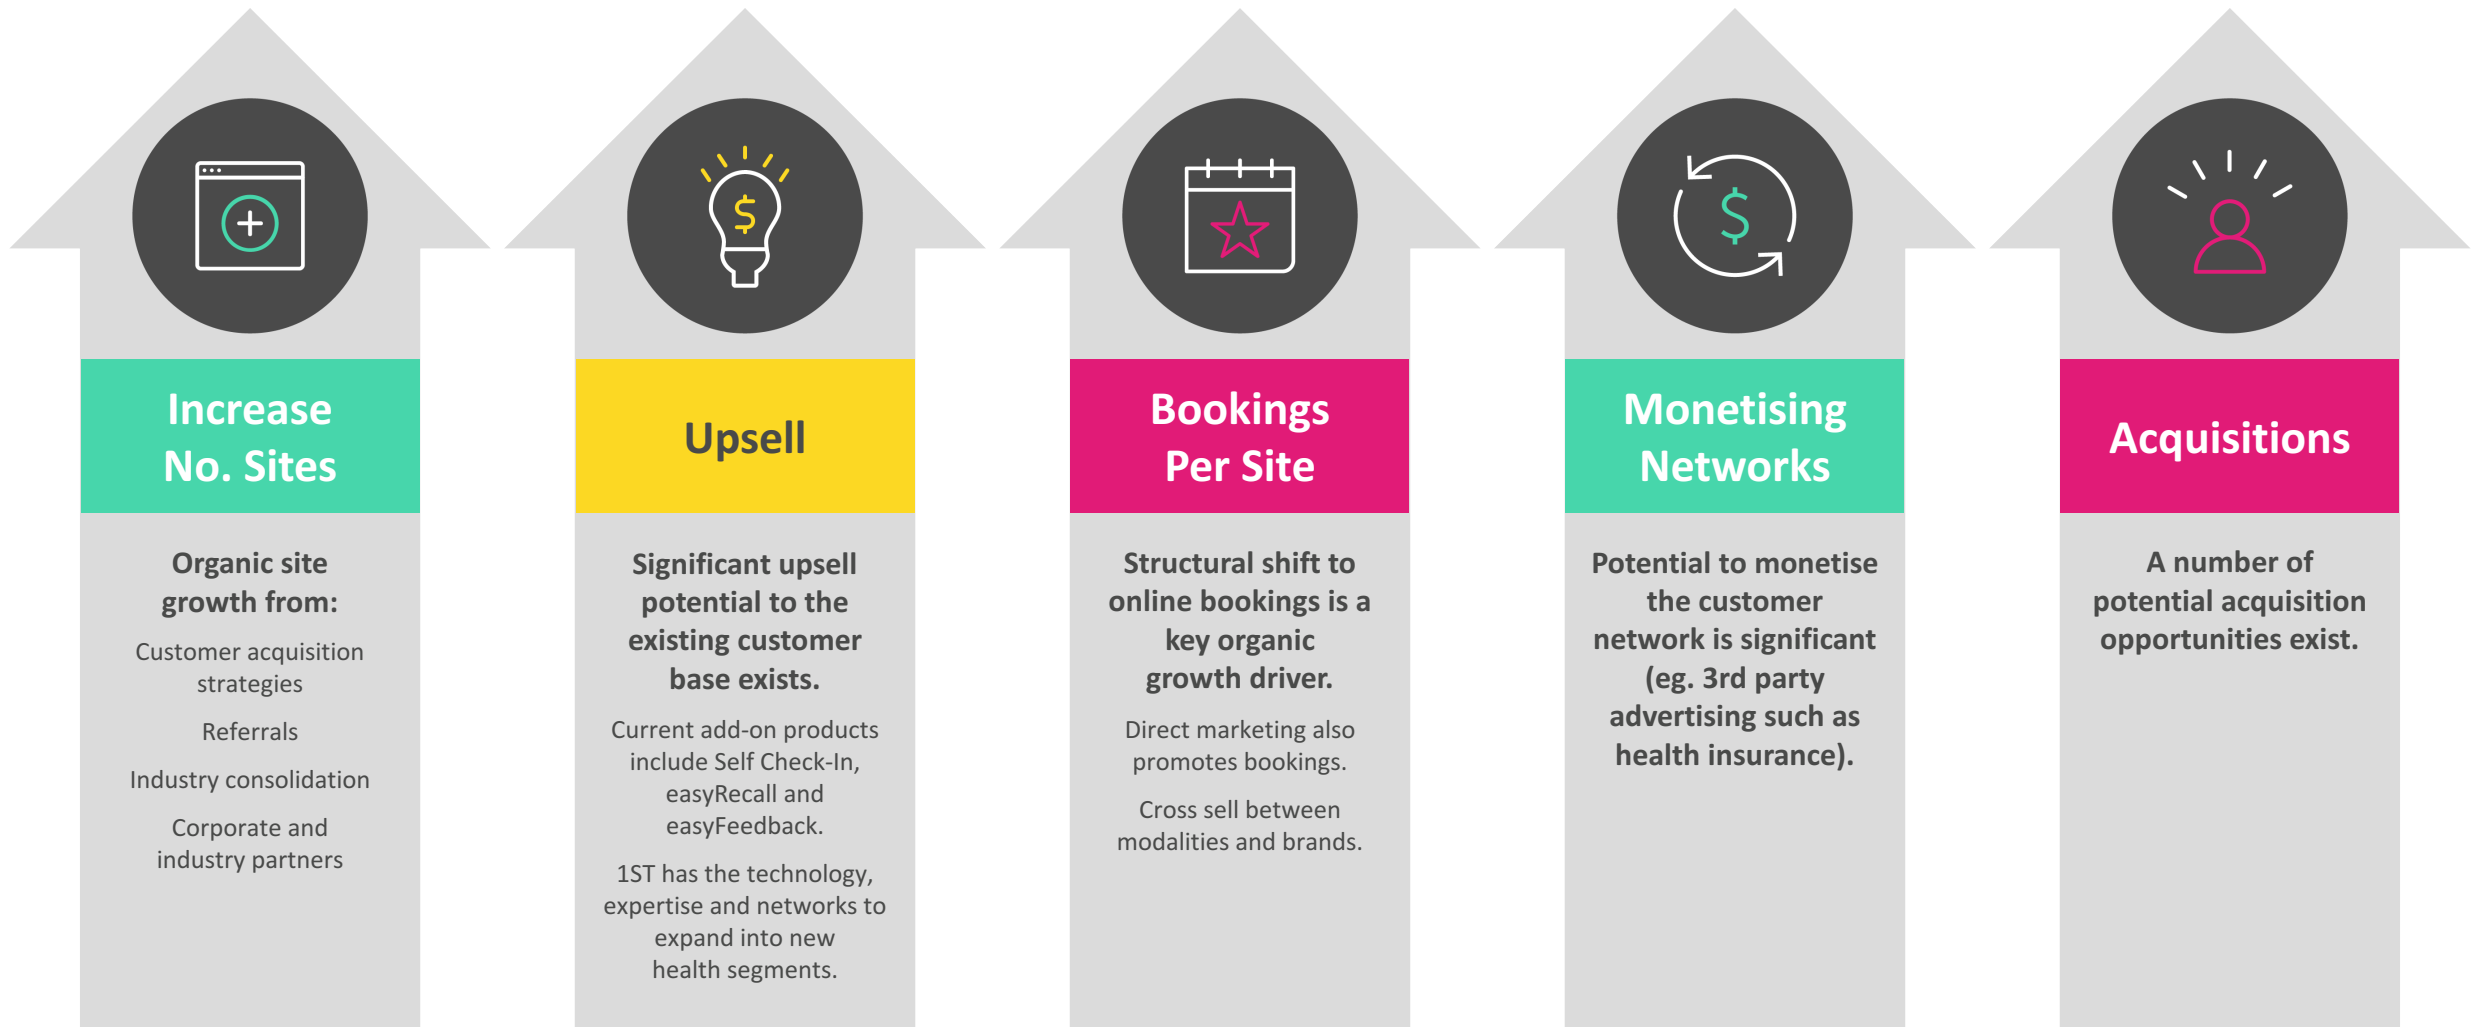 Increase
No. Sites
Organic site
growth from:
Customer acquisition
strategies
Referrals
Industry consolidation
Corporate and
industry partners
$
Upsell
Significant upsell
potential to the
existing customer
base exists.
Current add-on products
include Self Check-In,
easyRecall and
easyFeedback.
1ST has the technology,
expertise and networks to
expand into new
health segments.
Bookings
Per Site
Structural shift to
online bookings is a
key organic
growth driver.
Direct marketing also
promotes bookings.
Cross sell between
modalities and brands.
$
Monetising
Networks
Potential to monetise
the customer
network is significant
(eg. 3rd party
advertising such as
health insurance).
Acquisitions
A number of
potential acquisition
opportunities exist.